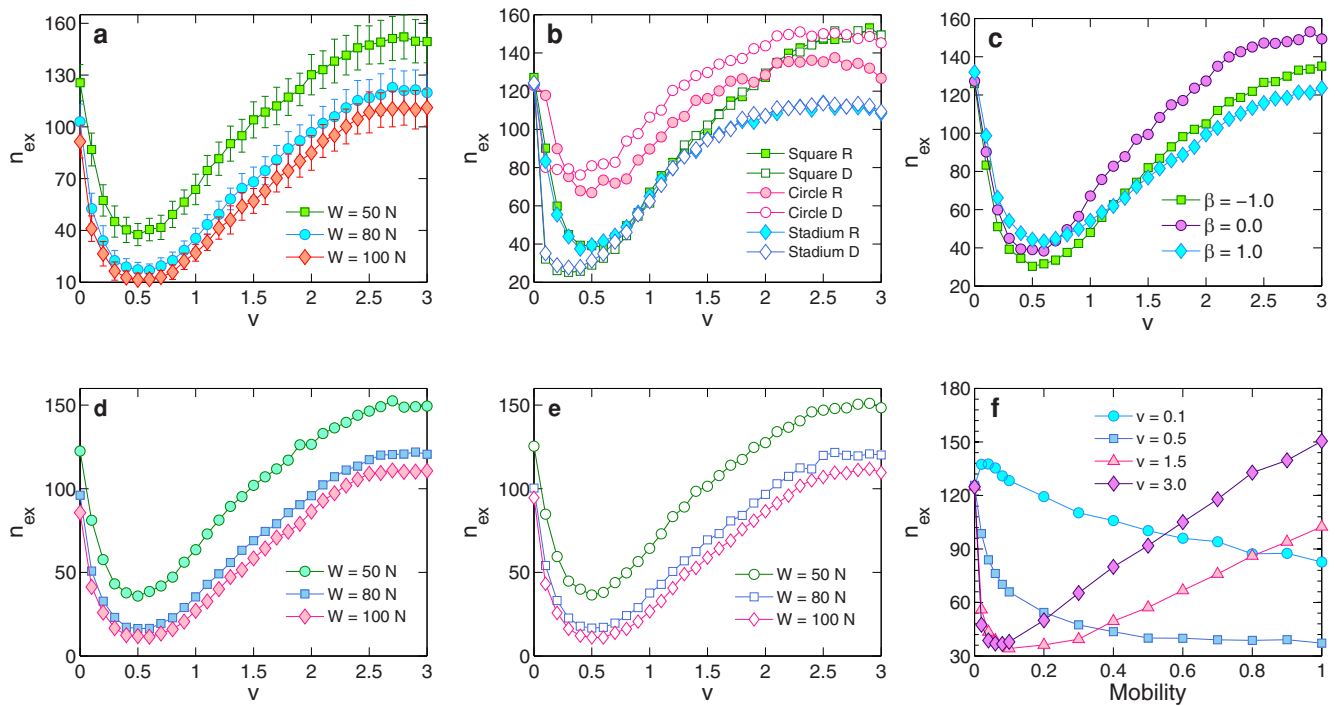 a
n_ex
160
130
100
70
40
10
W = 50 N
W = 80 N
W = 100 N
0 0.5 1 1.5 2 2.5 3
v
b
n_ex
160
140
120
100
80
60
40
20
Square R
Square D
Circle R
Circle D
Stadium R
Stadium D
0 0.5 1 1.5 2 2.5 3
v
c
n_ex
160
140
120
100
80
60
40
20
β = −1.0
β = 0.0
β = 1.0
0 0.5 1 1.5 2 2.5 3
v
d
n_ex
150
100
50
0
W = 50 N
W = 80 N
W = 100 N
0 0.5 1 1.5 2 2.5 3
v
e
n_ex
150
100
50
0
W = 50 N
W = 80 N
W = 100 N
0 0.5 1 1.5 2 2.5 3
v
f
n_ex
180
150
120
90
60
30
v = 0.1
v = 0.5
v = 1.5
v = 3.0
0 0.2 0.4 0.6 0.8 1
Mobility